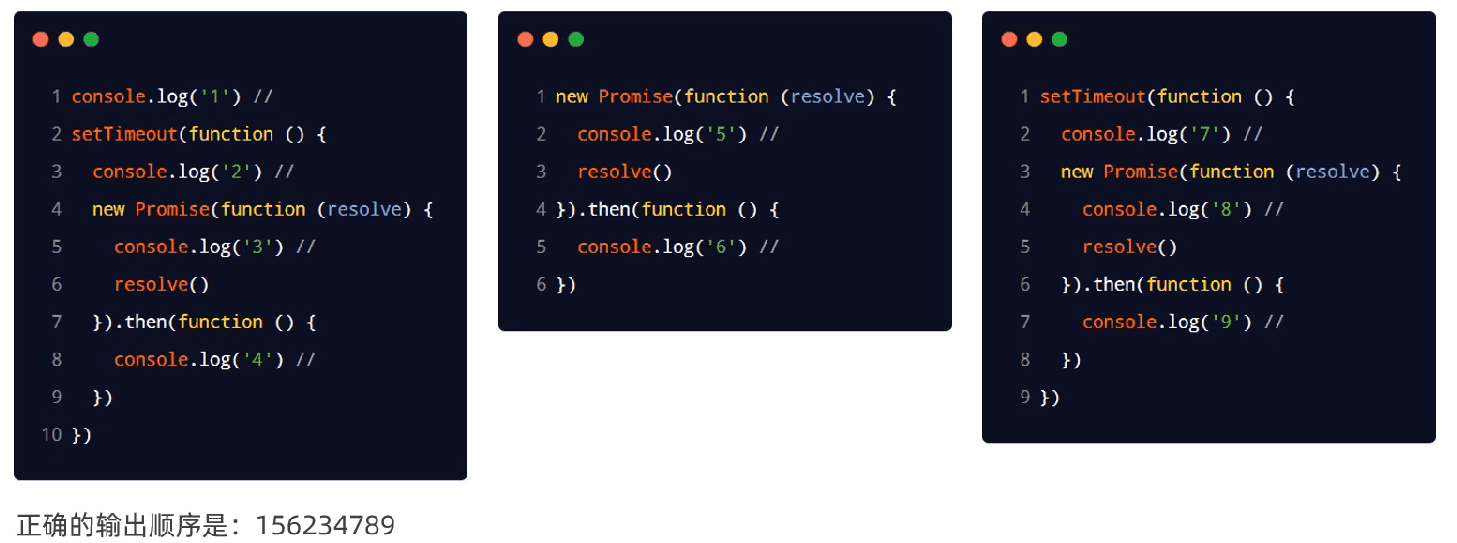 1 console.log('1') //
2 setTimeout(function () {
3 console.log('2') //
4 new Promise(function (resolve) {
5 console.log('3') //
6 resolve()
7 }).then(function () {
8 console.log('4') //
9 })
10 })
1 new Promise(function (resolve) {
2 console.log('5') //
3 resolve()
4 }).then(function () {
5 console.log('6') //
6 })
1 setTimeout(function () {
2 console.log('7') //
3 new Promise(function (resolve) {
4 console.log('8') //
5 resolve()
6 }).then(function () {
7 console.log('9') //
8 })
9 })
正确的输出顺序是：156234789